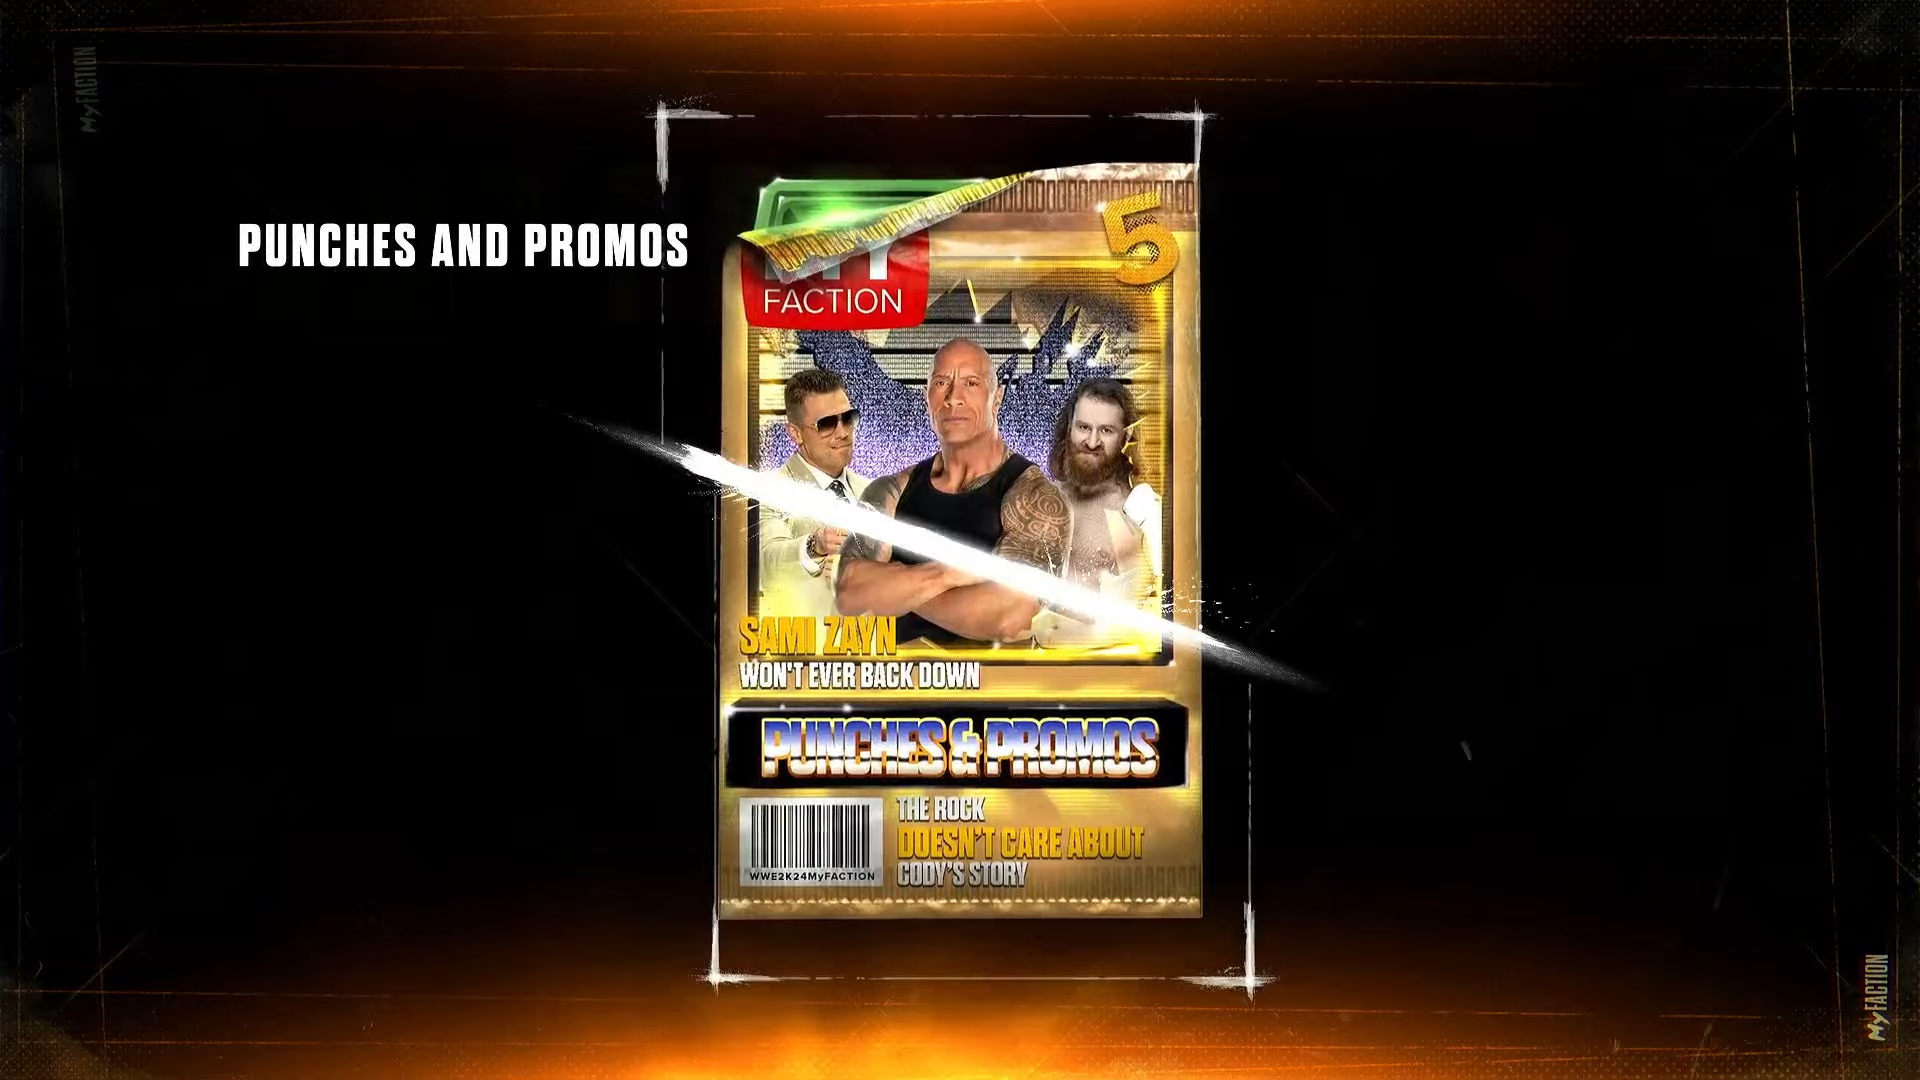 MyFACTION
PUNCHES AND PROMOS
5
MY
FACTION
SAMI ZAYN
WON'T EVER BACK DOWN
PUNCHES & PROMOS
THE ROCK
DOESN'T CARE ABOUT
CODY'S STORY
WWE2K24MyFACTION
MyFACTION